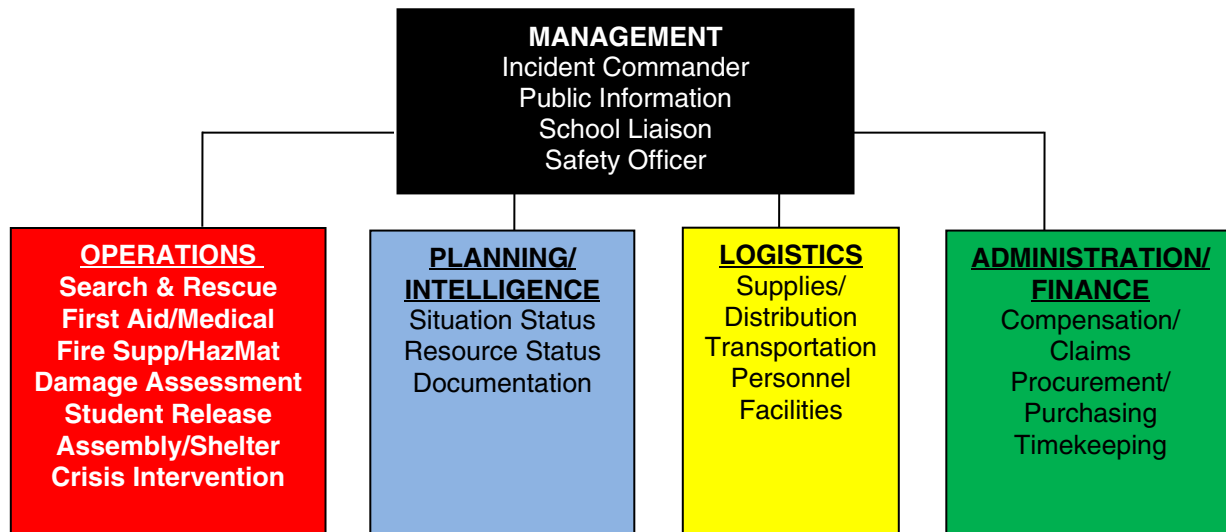 MANAGEMENT
Incident Commander
Public Information
School Liaison
Safety Officer
OPERATIONS
Search & Rescue
First Aid/Medical
Fire Supp/HazMat
Damage Assessment
Student Release
Assembly/Shelter
Crisis Intervention
PLANNING/
INTELLIGENCE
Situation Status
Resource Status
Documentation
LOGISTICS
Supplies/
Distribution
Transportation
Personnel
Facilities
ADMINISTRATION/
FINANCE
Compensation/
Claims
Procurement/
Purchasing
Timekeeping